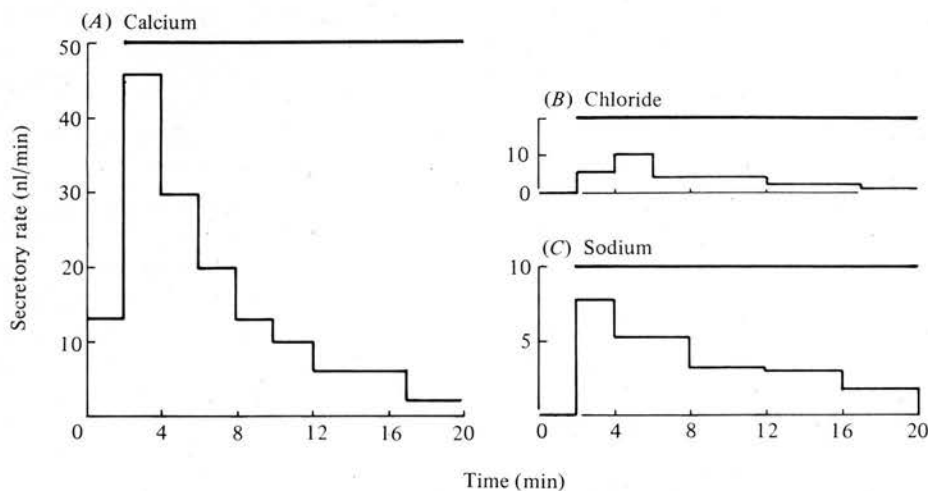 (A) Calcium
50
40
30
20
10
0 4 8 12 16 20
Secretory rate (nl/min)
(B) Chloride
10
0
(C) Sodium
10
5
0 4 8 12 16 20
Time (min)